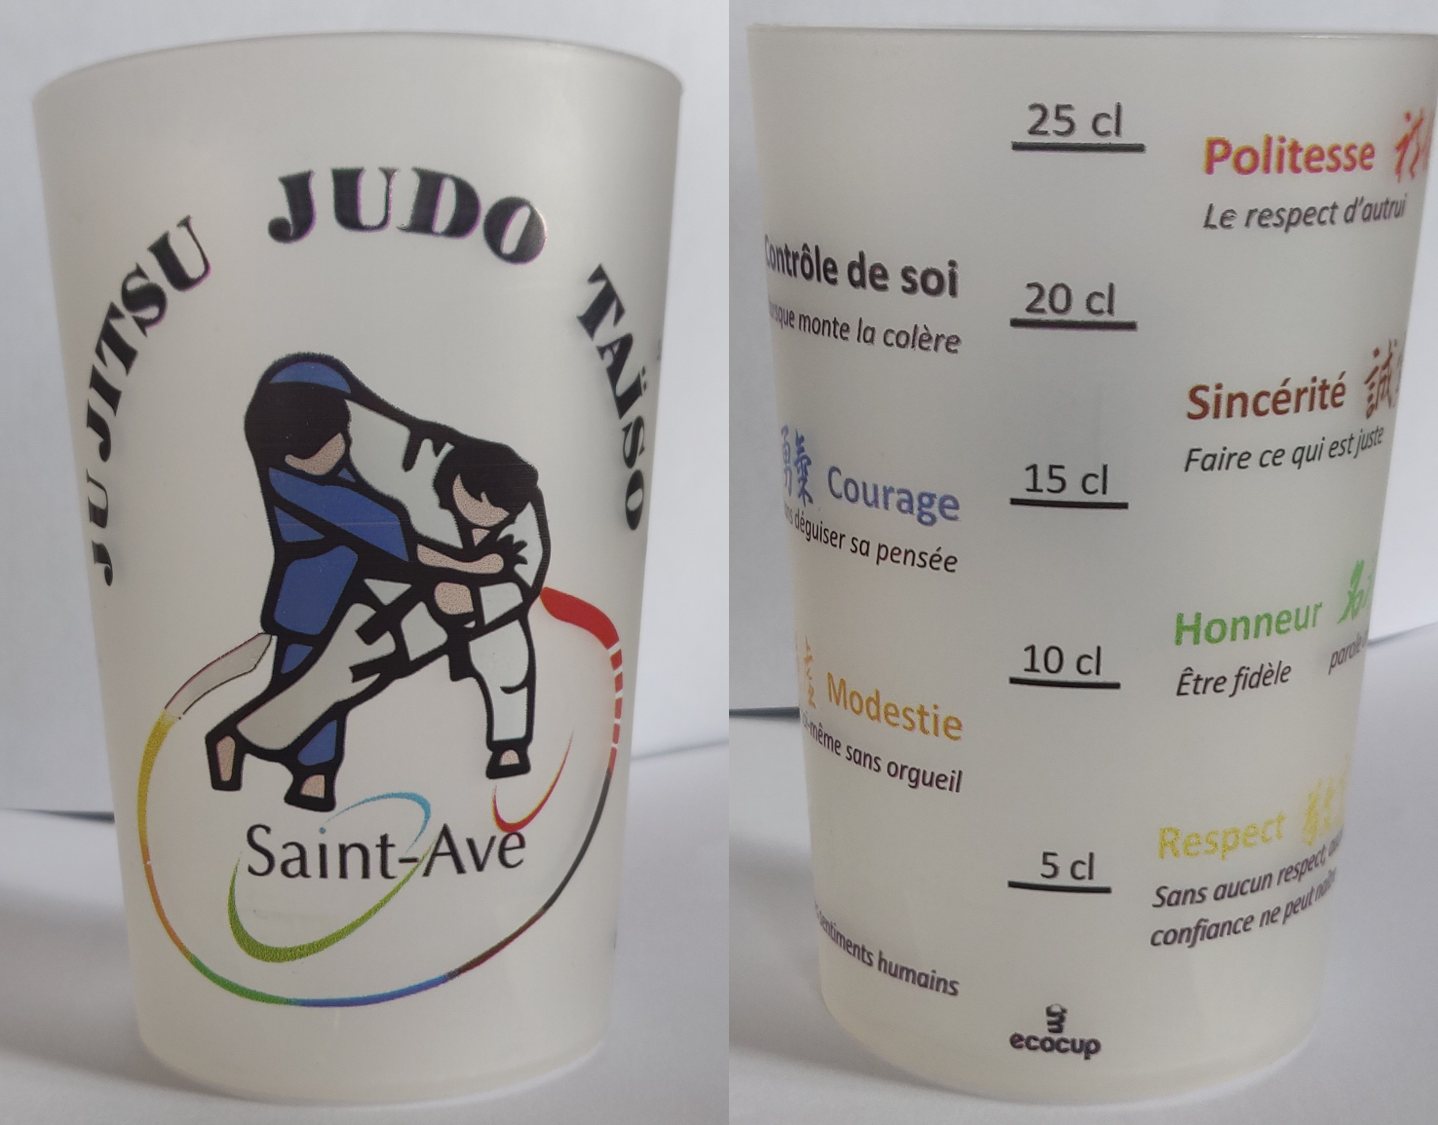 JU JITSU JUDO TAÏSO
Saint-Avé
25 cl
20 cl
15 cl
10 cl
5 cl
de soi
monte la colère
Courage
déguiser sa pensée
Modestie
sans orgueil
sentiments humains
Politesse
Le respect d'autrui
Sincérité 誠
Faire ce qui est juste
Honneur
Être fidèle
Respect
Sans aucun respect,
confiance ne peut naître
ecocup